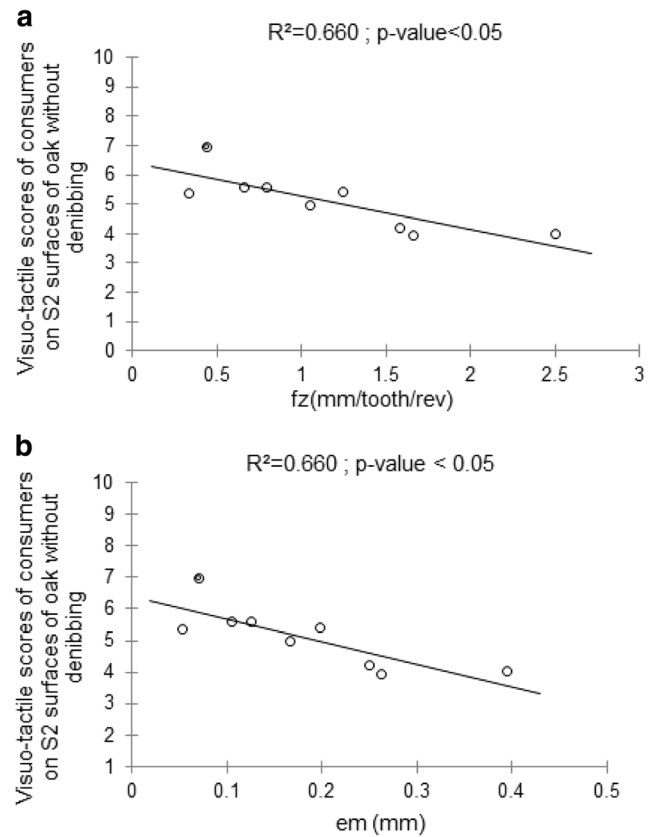 a
R²=0.660 ; p-value<0.05
Visuo-tactile scores of consumers
on S2 surfaces of oak without
denibbing
10
9
8
7
6
5
4
3
2
1
0
0 0.5 1 1.5 2 2.5 3
fz(mm/tooth/rev)
b
R²=0.660 ; p-value < 0.05
Visuo-tactile scores of consumers
on S2 surfaces of oak without
denibbing
10
9
8
7
6
5
4
3
2
1
0 0.1 0.2 0.3 0.4 0.5
em (mm)